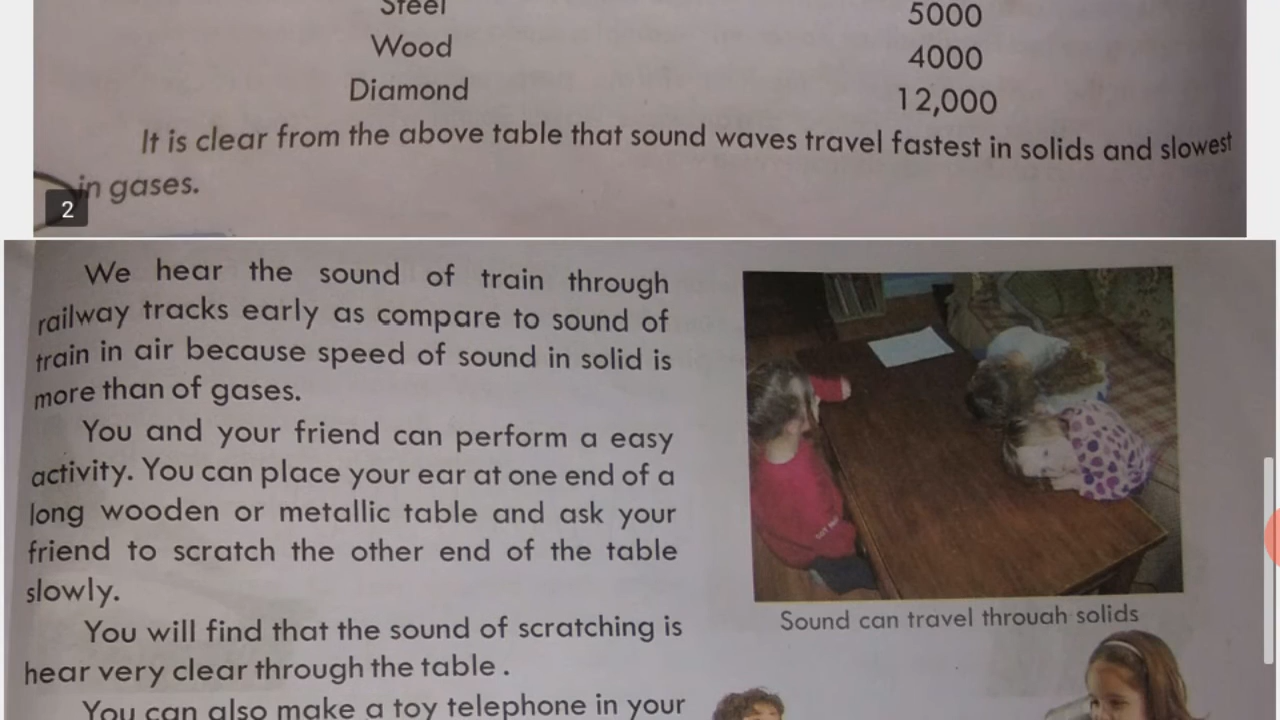 Steel 5000
Wood 4000
Diamond 12,000
It is clear from the above table that sound waves travel fastest in solids and slowest
in gases.
2
We hear the sound of train through
railway tracks early as compare to sound of
train in air because speed of sound in solid is
more than of gases.
You and your friend can perform a easy
activity. You can place your ear at one end of a
long wooden or metallic table and ask your
friend to scratch the other end of the table
slowly.
You will find that the sound of scratching is
hear very clear through the table .
You can also make a toy telephone in your
Sound can travel through solids